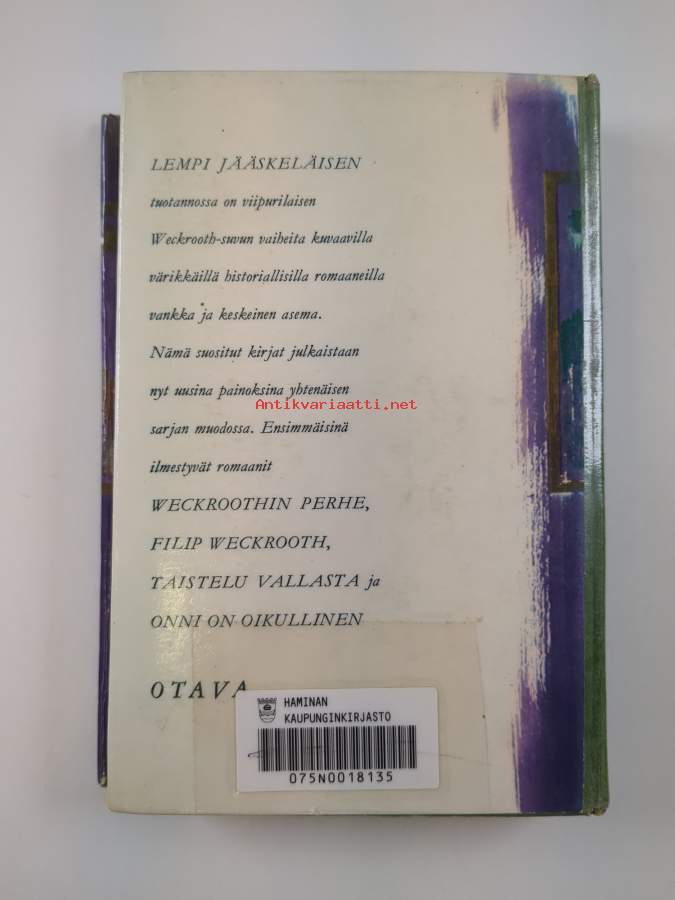 LEMPI JÄÄSKELÄISEN
tuotannossa on viipurilaisen
Weckrooth-suvun vaiheita kuvaavilla
värikkäillä historiallisilla romaaneilla
vankka ja keskeinen asema.
Nämä suositut kirjat julkaistaan
nyt uusina painoksina yhtenäisen
Antikvariaatti.net
sarjan muodossa. Ensimmäisinä
ilmestyvät romaanit
WECKROOTHIN PERHE,
FILIP WECKROOTH,
TAISTELU VALLASTA ja
ONNI ON OIKULLINEN
OTAVA
HAMINAN
KAUPUNGINKIRJASTO
075N0018135